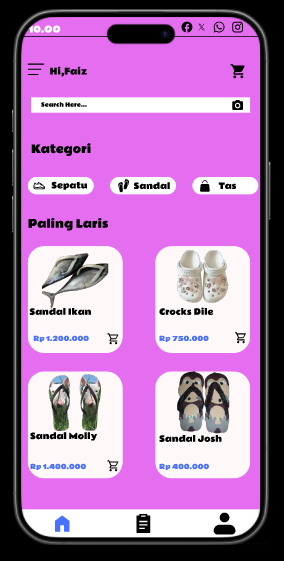 10.00
Hi,Faiz
Search Here...
Kategori
Sepatu
Sandal
Tas
Paling Laris
Sandal Ikan
Crocks Dile
Rp 1.200.000
Rp 750.000
Sandal Molly
Sandal Josh
Rp 1.400.000
Rp 400.000